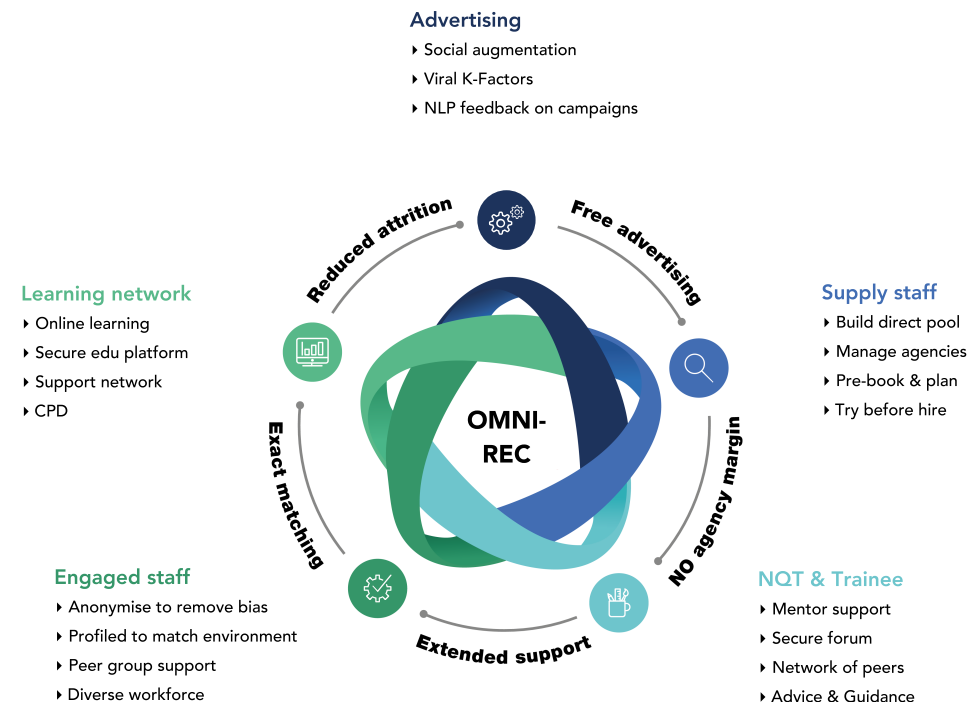 Advertising
Social augmentation
Viral K-Factors
NLP feedback on campaigns
Reduced attrition
Free advertising
Learning network
Online learning
Secure edu platform
Support network
CPD
Supply staff
Build direct pool
Manage agencies
Pre-book & plan
Try before hire
OMNI-
REC
Exact matching
NO agency margin
Engaged staff
Anonymise to remove bias
Profiled to match environment
Peer group support
Diverse workforce
Extended support
NQT & Trainee
Mentor support
Secure forum
Network of peers
Advice & Guidance